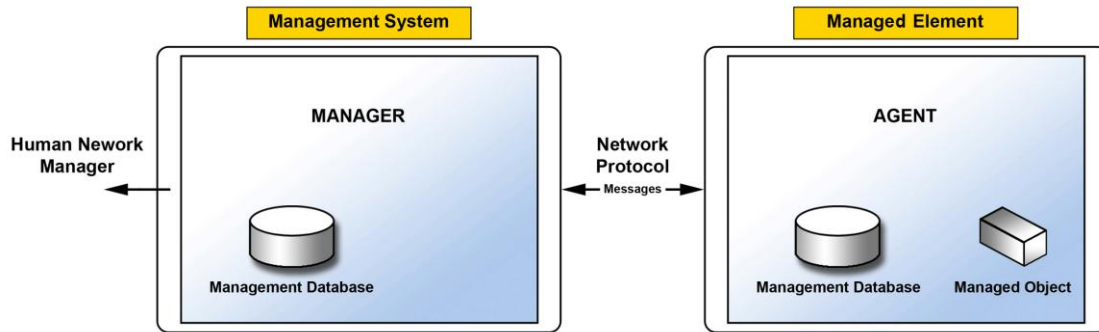 Management System
Managed Element
MANAGER
AGENT
Human Nework
Manager
Network
Protocol
Messages
Management Database
Management Database
Managed Object